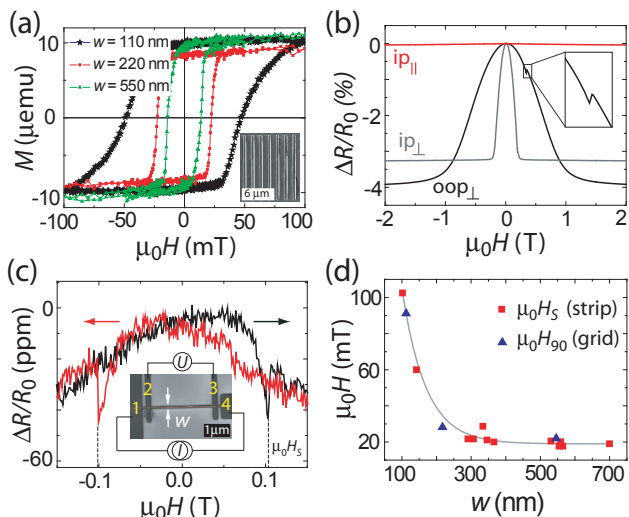 (a)
M (µemu)
10
0
-10
w = 110 nm
w = 220 nm
w = 550 nm
6 µm
-100 -50 0 50 100
µ₀H (mT)
(b)
ΔR/R₀ (%)
0
-2
-4
ip∥
ip⊥
oop⊥
-2 -1 0 1 2
µ₀H (T)
(c)
ΔR/R₀ (ppm)
0
-60
U
1 2 3 4
w
I
1µm
µ₀Hs
-0.1 0.0 0.1
µ₀H (T)
(d)
µ₀H (mT)
100
60
20
µ₀Hs (strip)
µ₀H₉₀ (grid)
100 300 500 700
w (nm)